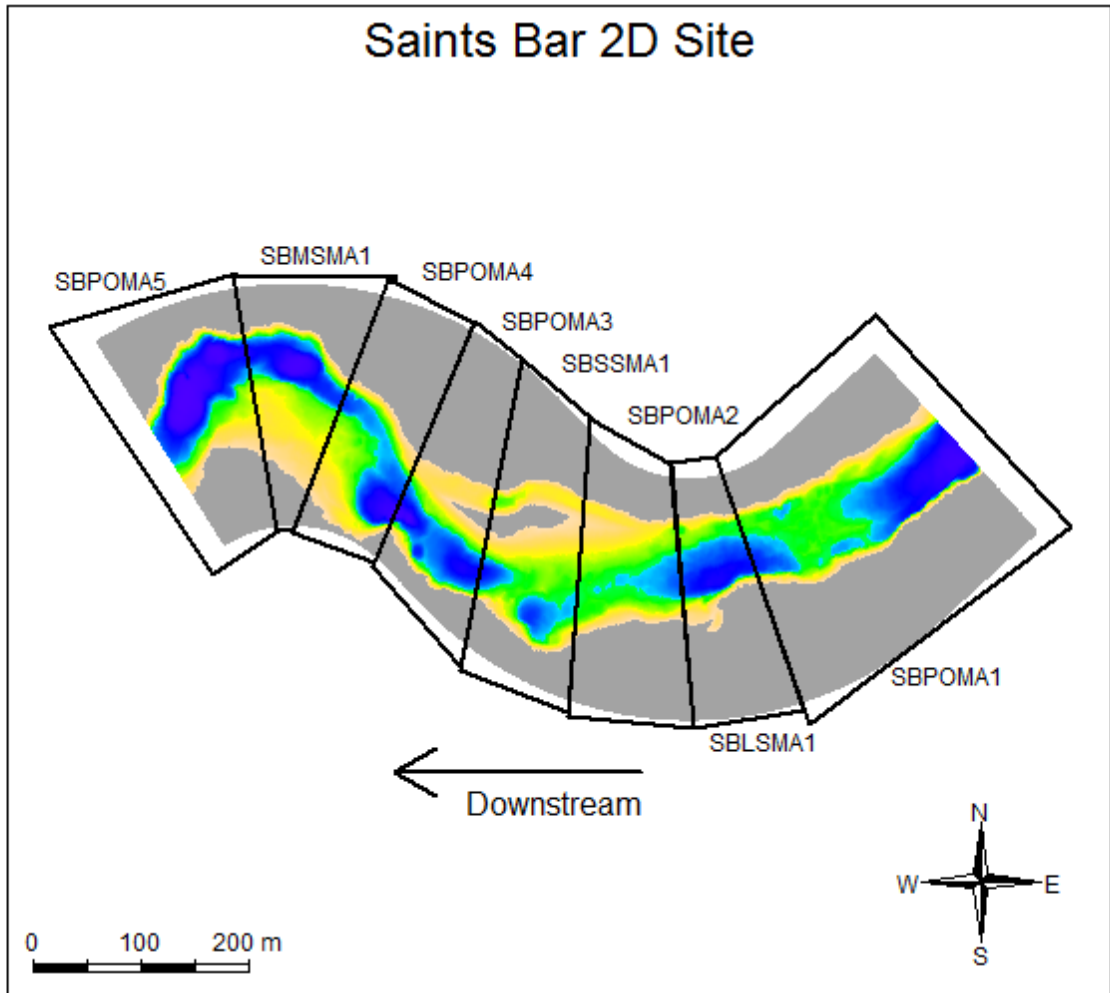 Saints Bar 2D Site
SBMSMA1
SBPOMA5
SBPOMA4
SBPOMA3
SBSSMA1
SBPOMA2
SBPOMA1
SBLSMA1
Downstream
N
W
E
S
0 100 200 m